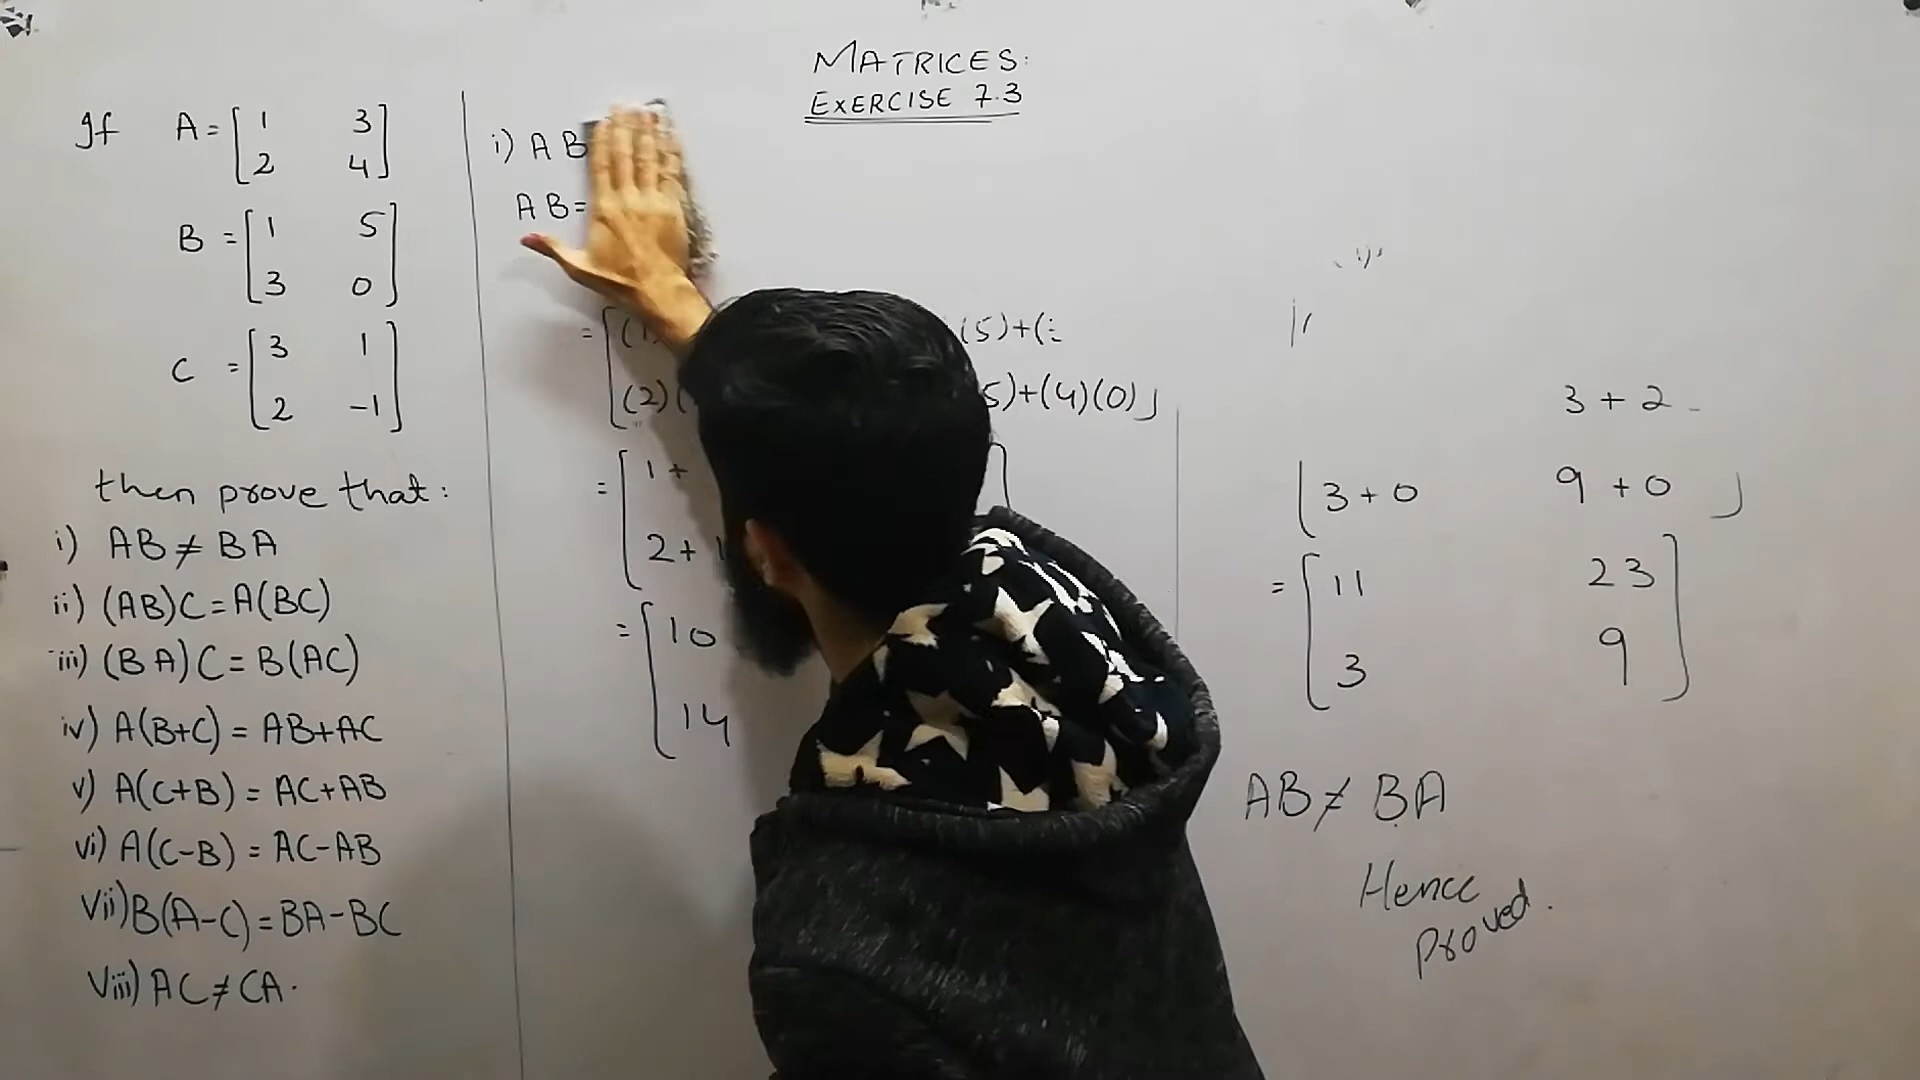 MATRICES:
EXERCISE 7.3
If A = [1 3
2 4]
B = [1 5
3 0]
C = [3 1
2 -1]
then prove that:
i) AB ≠ BA
ii) (AB)C = A(BC)
iii) (BA)C = B(AC)
iv) A(B+C) = AB+AC
v) A(C+B) = AC+AB
vi) A(C-B) = AC-AB
vii) B(A-C) = BA-BC
viii) AC ≠ CA.
i) AB
AB=
= [(1) (5)+(
(2)( 5)+(4)(0)]
= [1 +
2 + 1
= [10
14
3 + 2
[3 + 0 9 + 0]
= [11 23
3 9]
AB ≠ BA
Hence
proved.